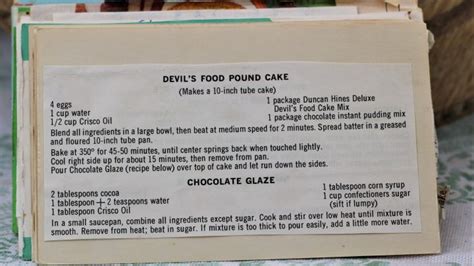 DEVIL'S FOOD POUND CAKE
(Makes a 10-inch tube cake)
4 eggs
1 cup water
1/2 cup Crisco Oil
1 package Duncan Hines Deluxe
Devil's Food Cake Mix
1 package chocolate instant pudding mix
Blend all ingredients in a large bowl, then beat at medium speed for 2 minutes. Spread batter in a greased
and floured 10-inch tube pan.
Bake at 350° for 45-50 minutes, until center springs back when touched lightly.
Cool right side up for about 15 minutes, then remove from pan.
Pour Chocolate Glaze (recipe below) over top of cake and let run down the sides.
CHOCOLATE GLAZE
2 tablespoons cocoa
1 tablespoon + 2 teaspoons water
1 tablespoon Crisco Oil
1 tablespoon corn syrup
1 cup confectioners sugar
(sift if lumpy)
In a small saucepan, combine all ingredients except sugar. Cook and stir over low heat until mixture is
smooth. Remove from heat; beat in sugar. If mixture is too thick to pour easily, add a little more water.